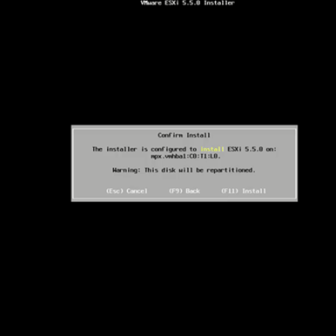 VMware ESXi 5.5.0 Installer
Confirm Install
The installer is configured to install ESXi 5.5.0 on:
mpx.vmhba1:C0:T1:L0.
Warning: This disk will be repartitioned.
(Esc) Cancel (F9) Back (F11) Install